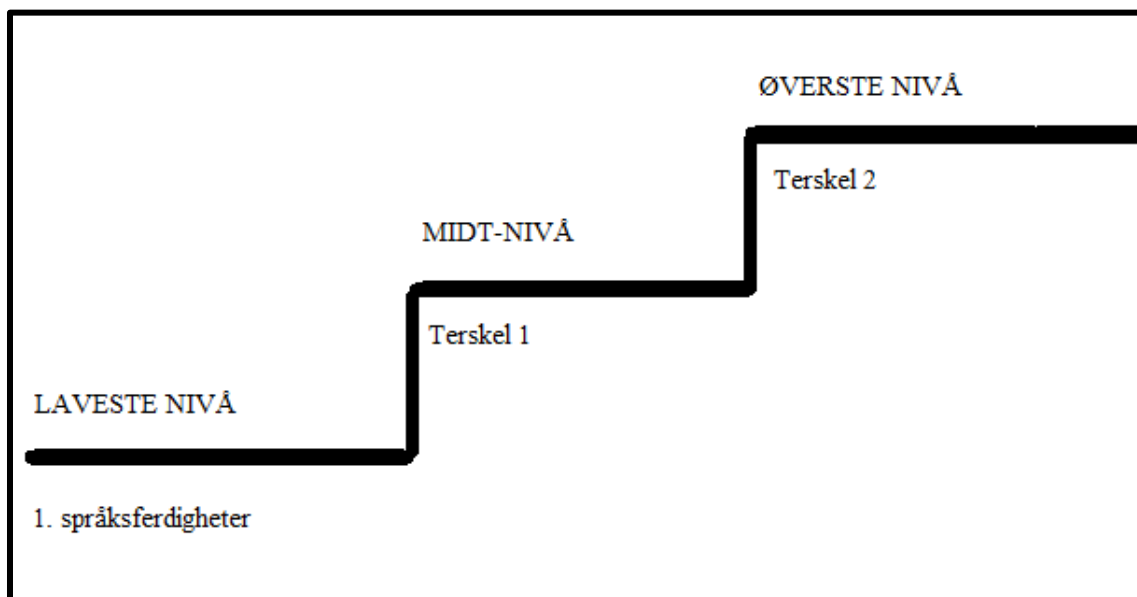 ØVERSTE NIVÅ
Terskel 2
MIDT-NIVÅ
Terskel 1
LAVESTE NIVÅ
1. språksferdigheter